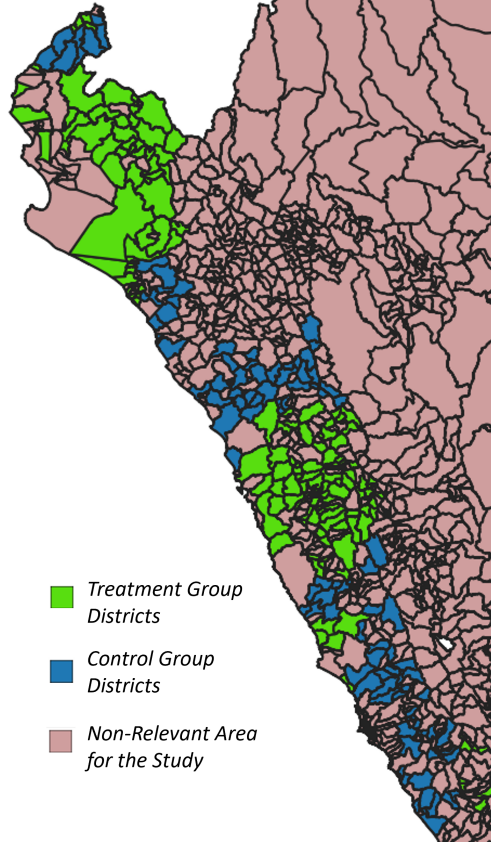 Treatment Group
Districts
Control Group
Districts
Non-Relevant Area
for the Study